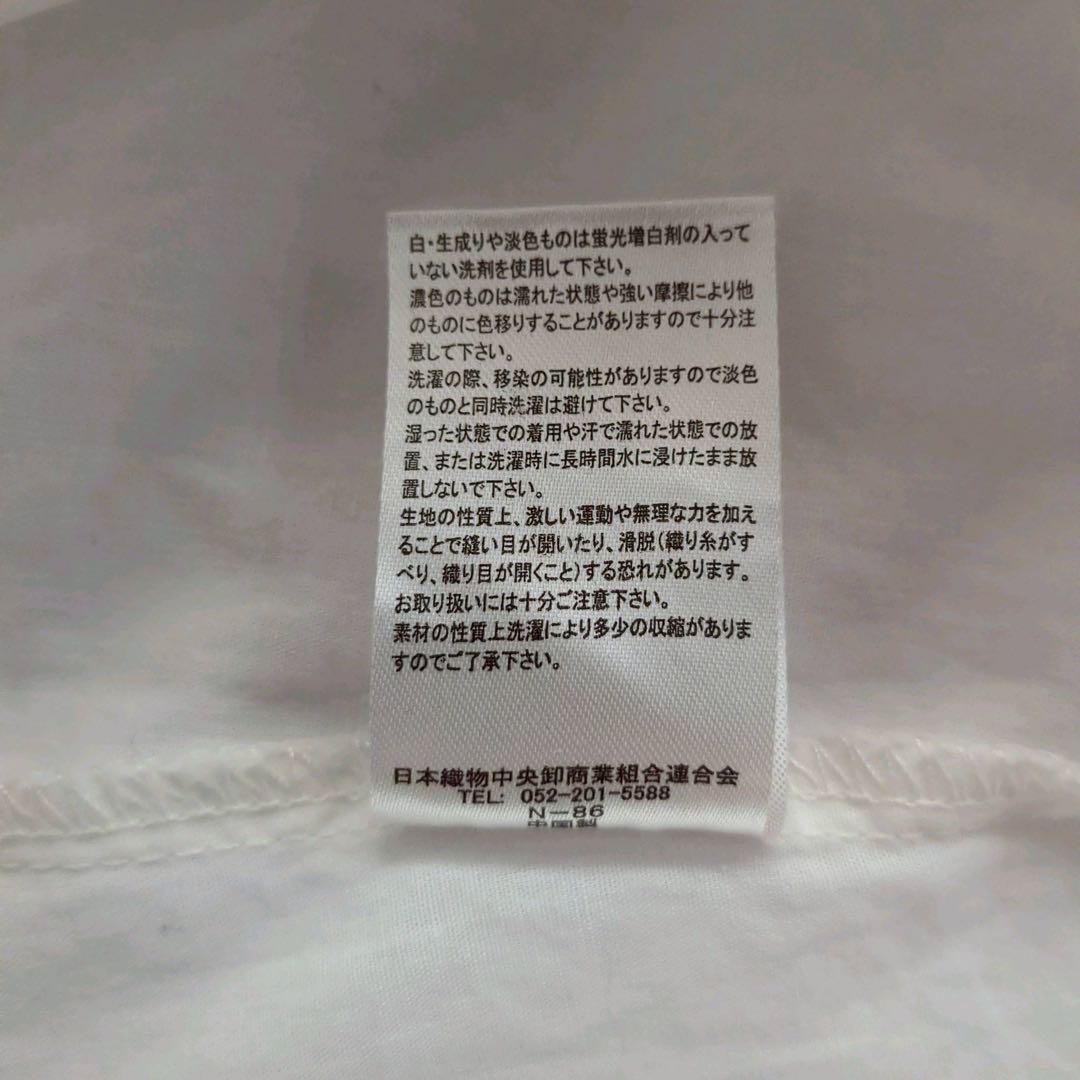 白・生成りや淡色ものは蛍光増白剤の入って
いない洗剤を使用して下さい。
濃色のものは濡れた状態や強い摩擦により他
のものに色移りすることがありますので十分注
意して下さい。
洗濯の際、移染の可能性がありますので淡色
のものと同時洗濯は避けて下さい。
湿った状態での着用や汗で濡れた状態での放
置、または洗濯時に長時間水に浸けたまま放
置しないで下さい。
生地の性質上、激しい運動や無理な力を加え
ることで縫い目が開いたり、滑脱(織り糸がす
べり、織り目が開くこと)する恐れがあります。
お取り扱いには十分ご注意下さい。
素材の性質上洗濯により多少の収縮がありま
すのでご了承下さい。
日本織物中央卸商業組合連合会
TEL: 052-201-5588
N-86
中国製